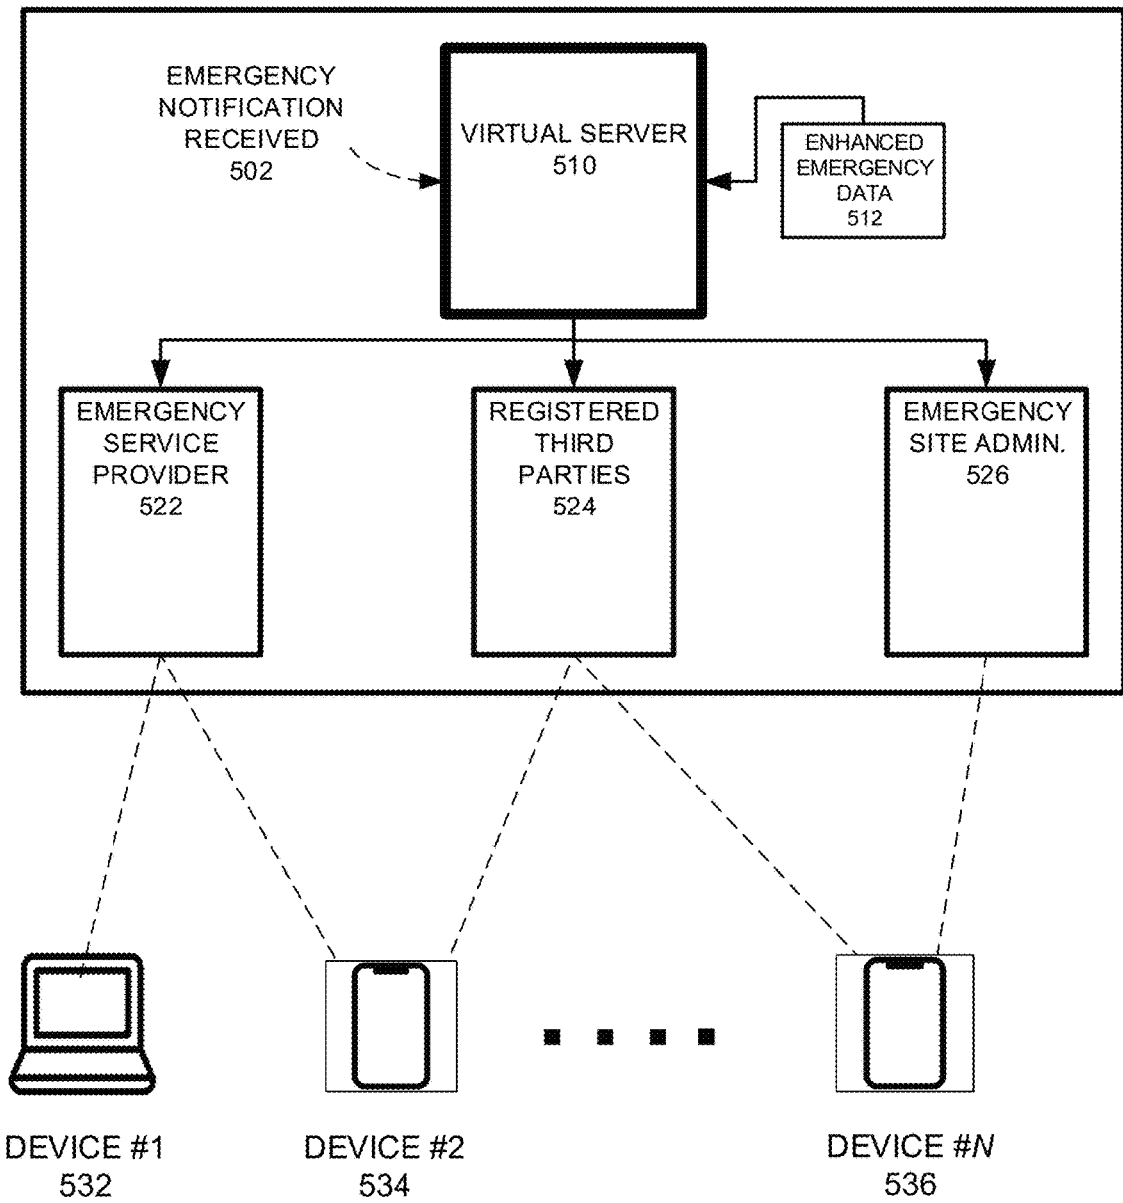 EMERGENCY
NOTIFICATION
RECEIVED
502
VIRTUAL SERVER
510
ENHANCED
EMERGENCY
DATA
512
EMERGENCY
SERVICE
PROVIDER
522
REGISTERED
THIRD
PARTIES
524
EMERGENCY
SITE ADMIN.
526
DEVICE #1
532
DEVICE #2
534
DEVICE #N
536